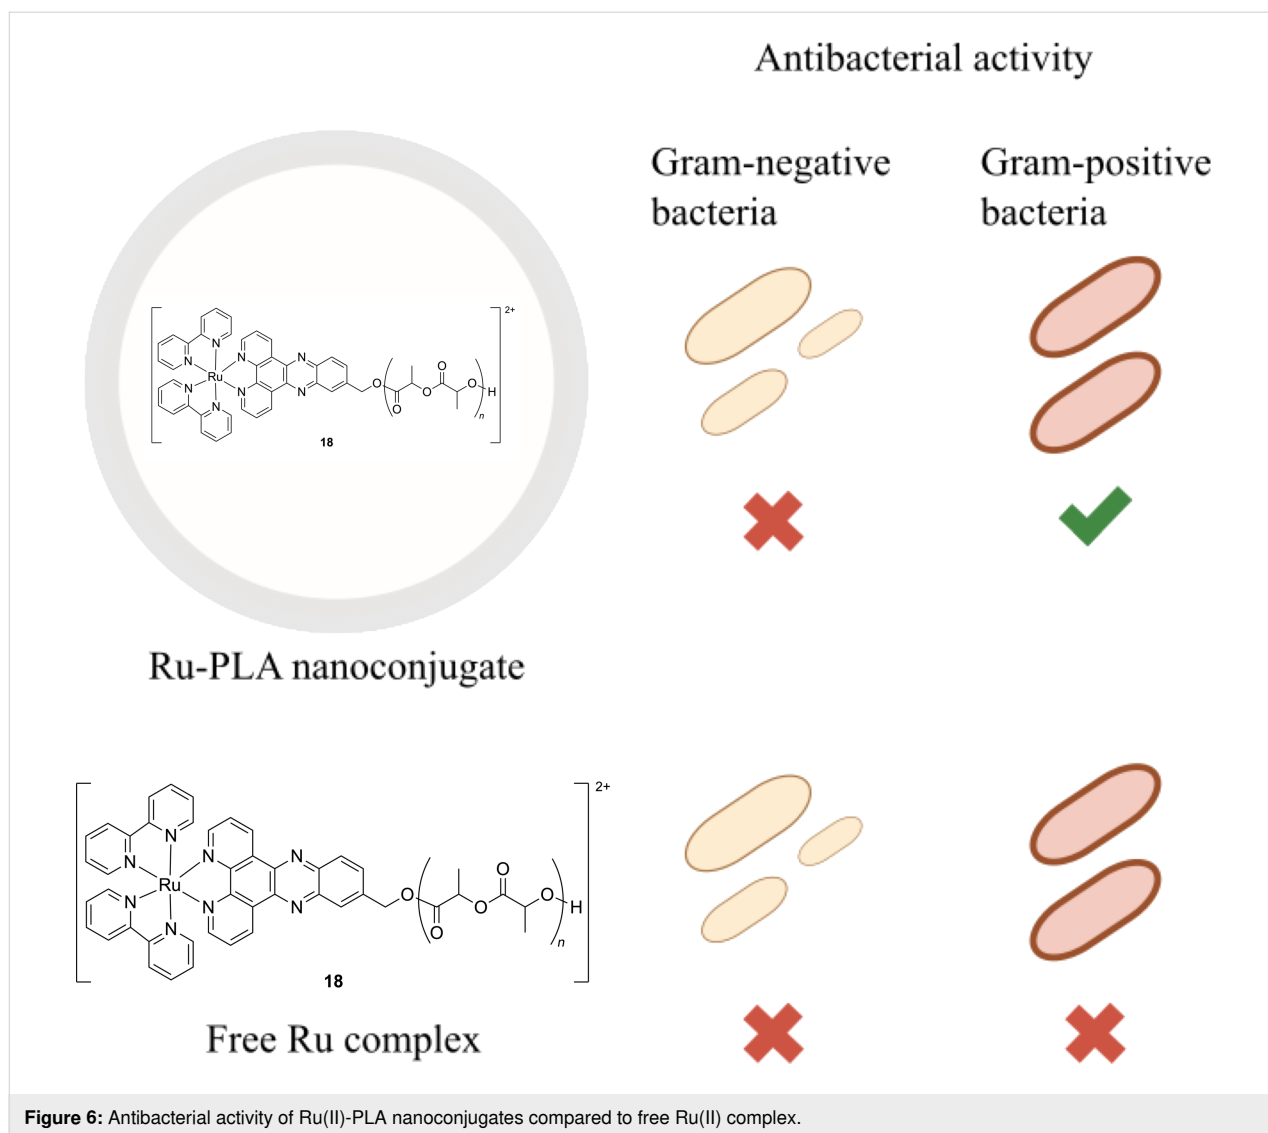 Antibacterial activity
Gram-negative
bacteria
Gram-positive
bacteria
2+
N
N
N
N
Ru
N
N
N
N
O
O
O
O
O
H
n
18
Ru-PLA nanoconjugate
2+
N
N
N
N
Ru
N
N
N
N
O
O
O
O
O
H
n
18
Free Ru complex
Figure 6: Antibacterial activity of Ru(II)-PLA nanoconjugates compared to free Ru(II) complex.